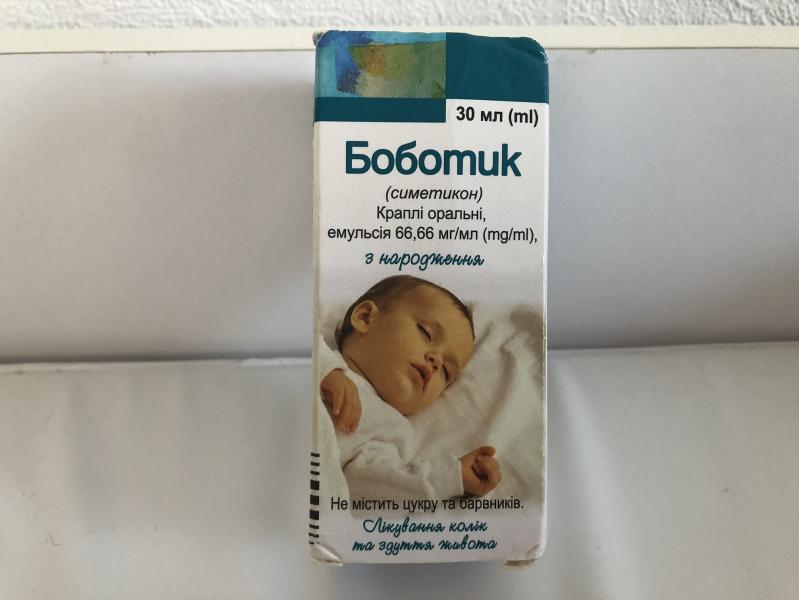 30 мл (ml)
Боботик
(симетикон)
Краплі оральні,
емульсія 66,66 мг/мл (mg/ml),
з народження
Не містить цукру та барвників.
Лікування колік
та здуття живота